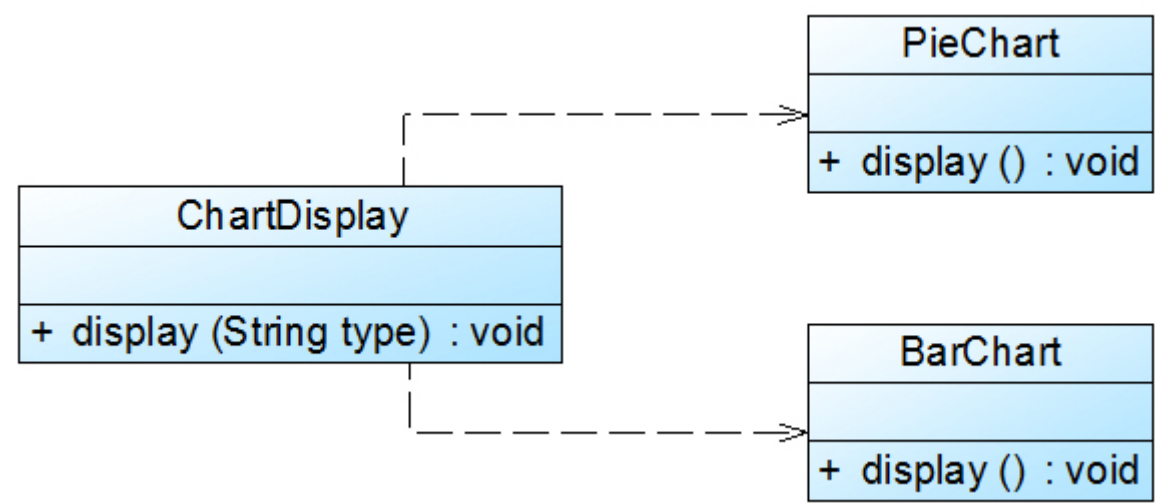 PieChart
+ display () : void
ChartDisplay
+ display (String type) : void
BarChart
+ display () : void